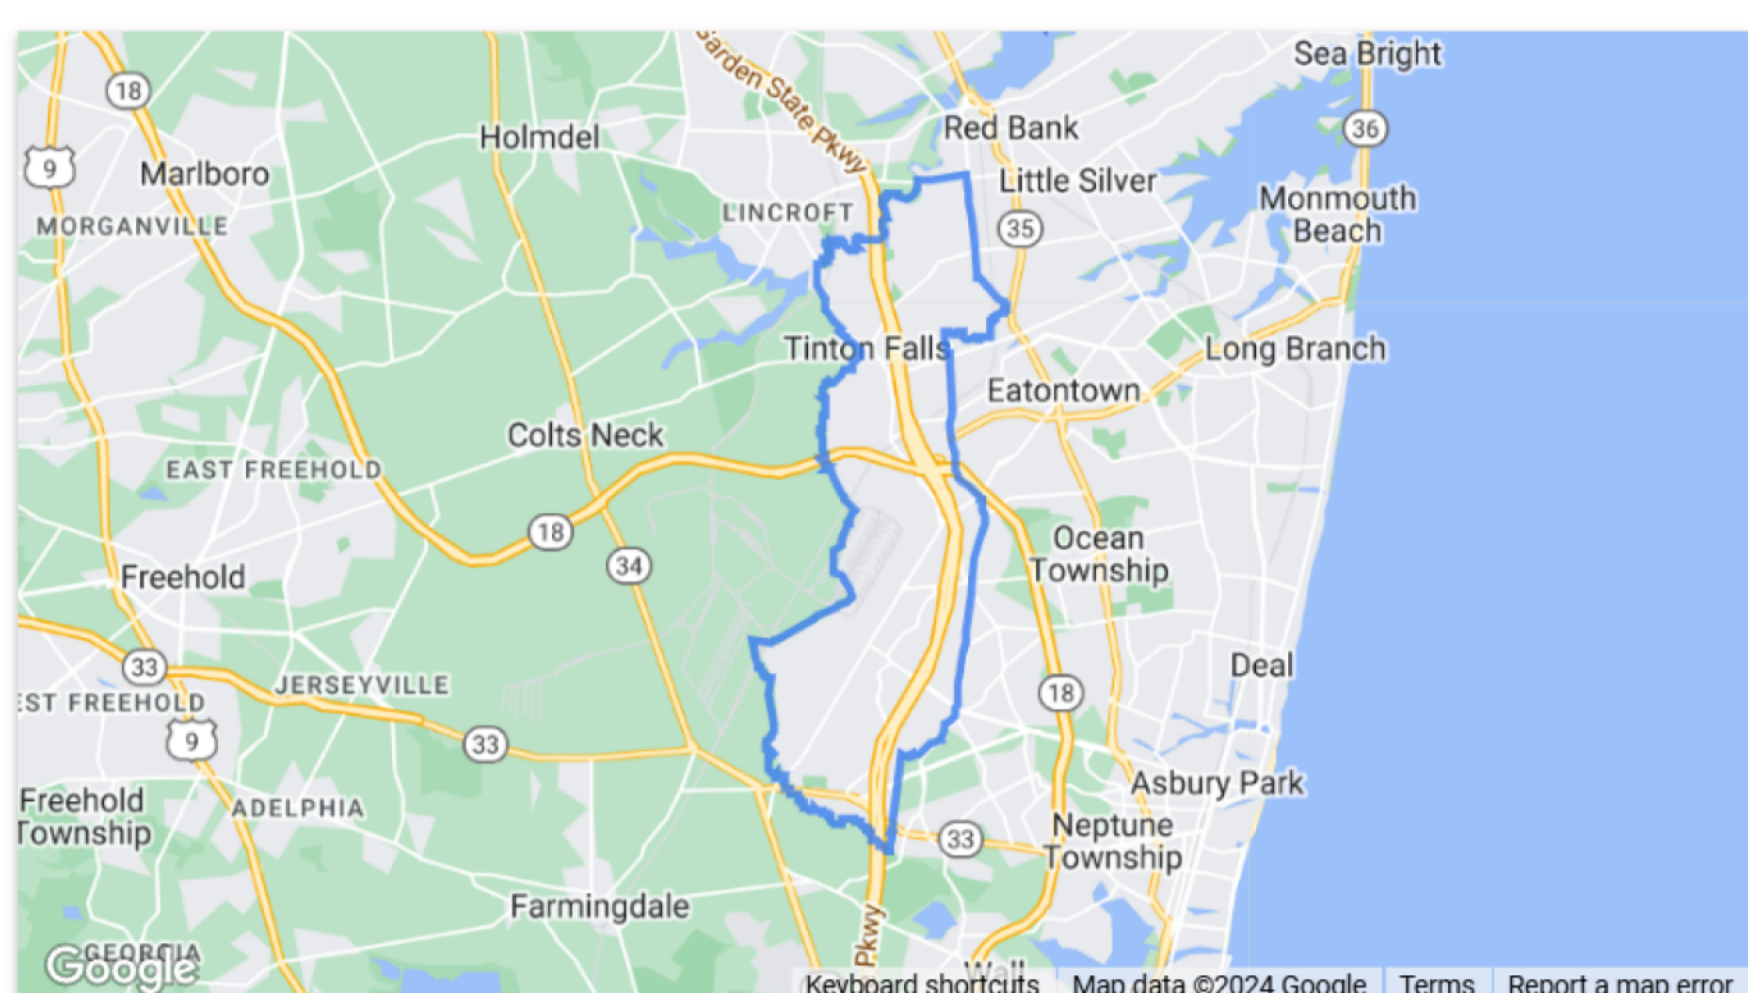 Sea Bright
Garden State Pkwy
18
Red Bank
36
Holmdel
9
Marlboro
Little Silver
Monmouth
Beach
LINCROFT
MORGANVILLE
35
Tinton Falls
Long Branch
Eatontown
Colts Neck
EAST FREEHOLD
18
Ocean
Township
34
Freehold
33
Deal
JERSEYVILLE
18
EST FREEHOLD
9
33
Asbury Park
Freehold
Township
ADELPHIA
Neptune
Township
33
Farmingdale
Pkwy
GEORGIA
Google
Wall
Keyboard shortcuts
Map data ©2024 Google
Terms
Report a map error